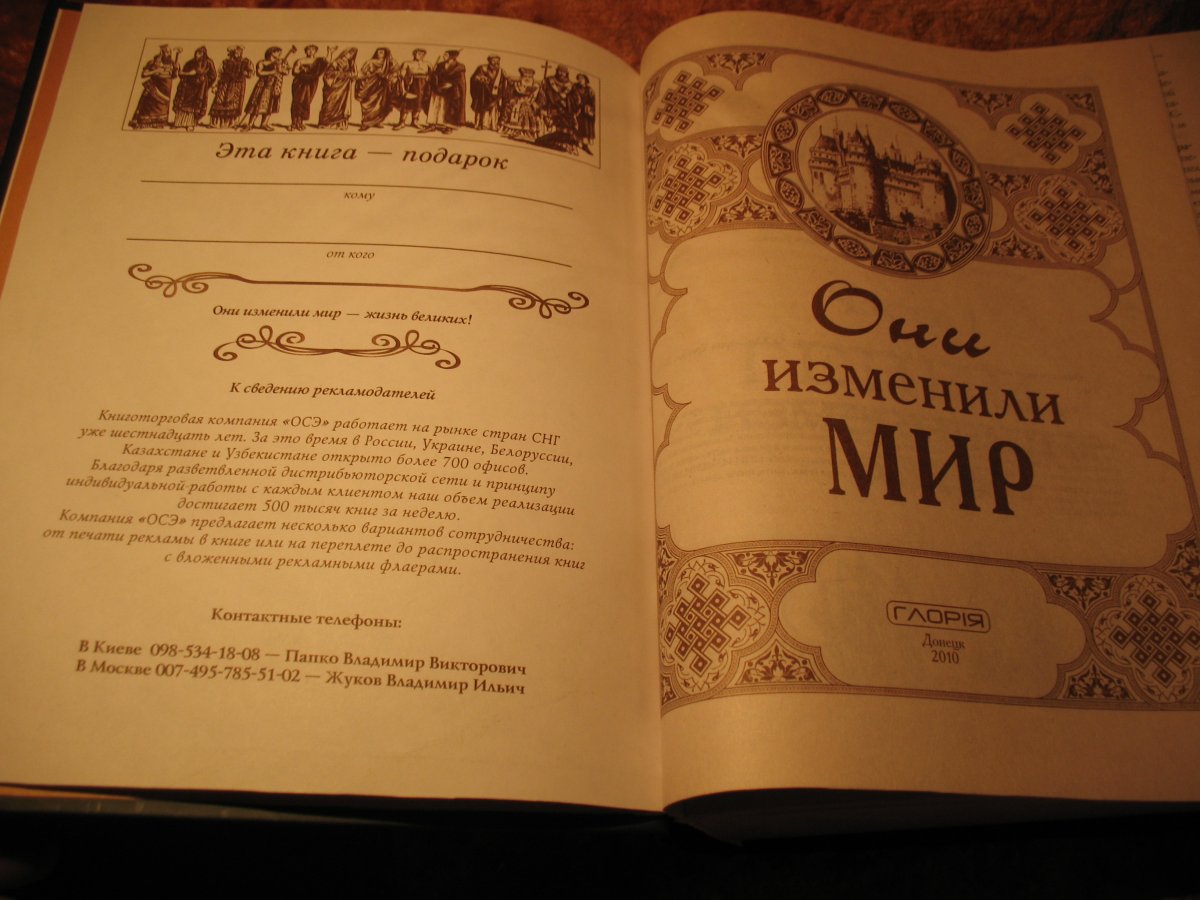 Эта книга — подарок
кому
от кого
Они изменили мир — жизнь великих!
К сведению рекламодателей
Книготорговая компания «ОСЭ» работает на рынке стран СНГ
уже шестнадцать лет. За это время в России, Украине, Белоруссии,
Казахстане и Узбекистане открыто более 700 офисов.
Благодаря разветвленной дистрибьюторской сети и принципу
индивидуальной работы с каждым клиентом наш объем реализации
достигает 500 тысяч книг за неделю.
Компания «ОСЭ» предлагает несколько вариантов сотрудничества:
от печати рекламы в книге или на переплете до распространения книг
с вложенными рекламными флаерами.
Контактные телефоны:
В Киеве 098-534-18-08 — Папко Владимир Викторович
В Москве 007-495-785-51-02 — Жуков Владимир Ильич
Они
изменили
МИР
ГЛОРІЯ
Донецк
2010